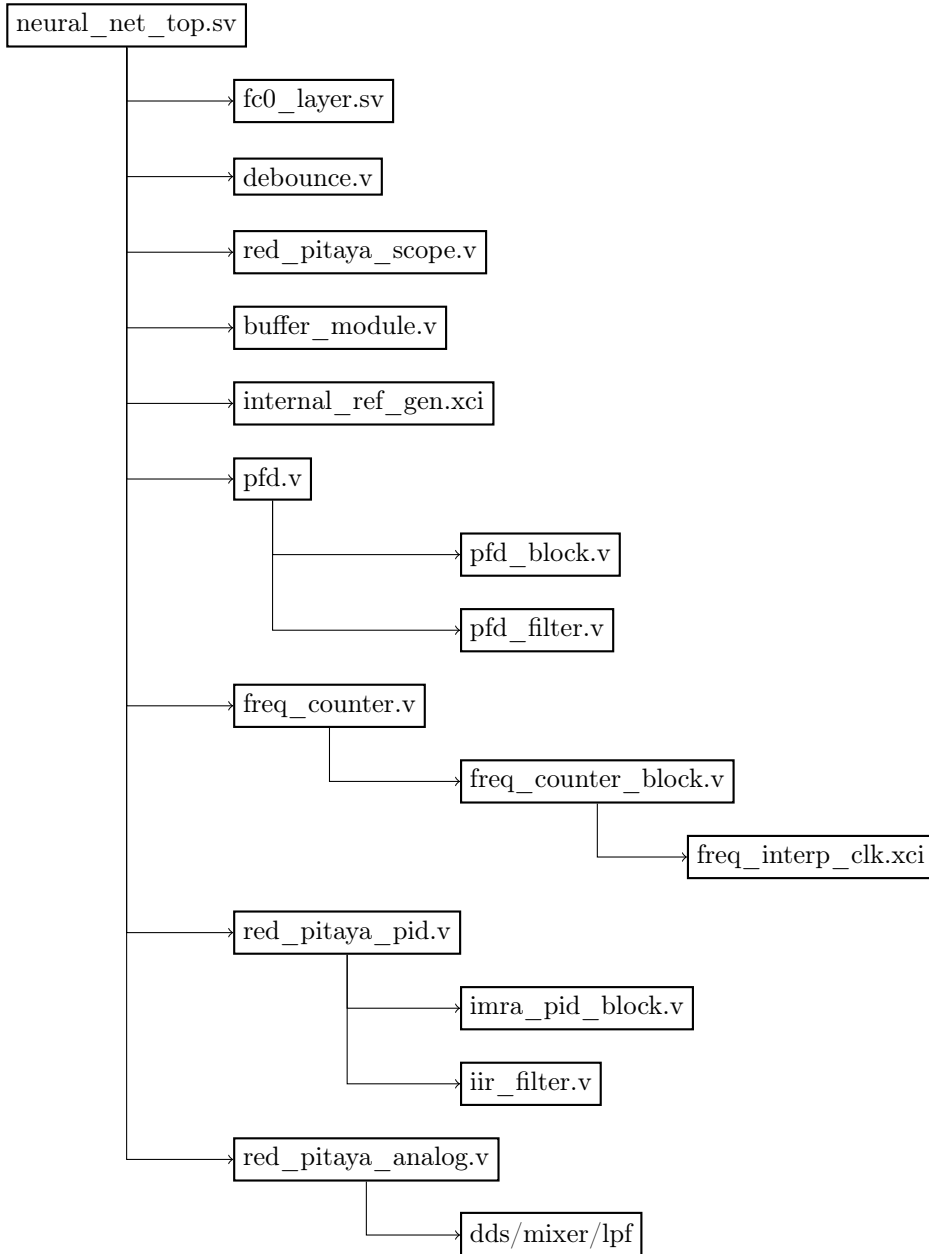 neural_net_top.sv
fc0_layer.sv
debounce.v
red_pitaya_scope.v
buffer_module.v
internal_ref_gen.xci
pfd.v
pfd_block.v
pfd_filter.v
freq_counter.v
freq_counter_block.v
freq_interp_clk.xci
red_pitaya_pid.v
imra_pid_block.v
iir_filter.v
red_pitaya_analog.v
dds/mixer/lpf